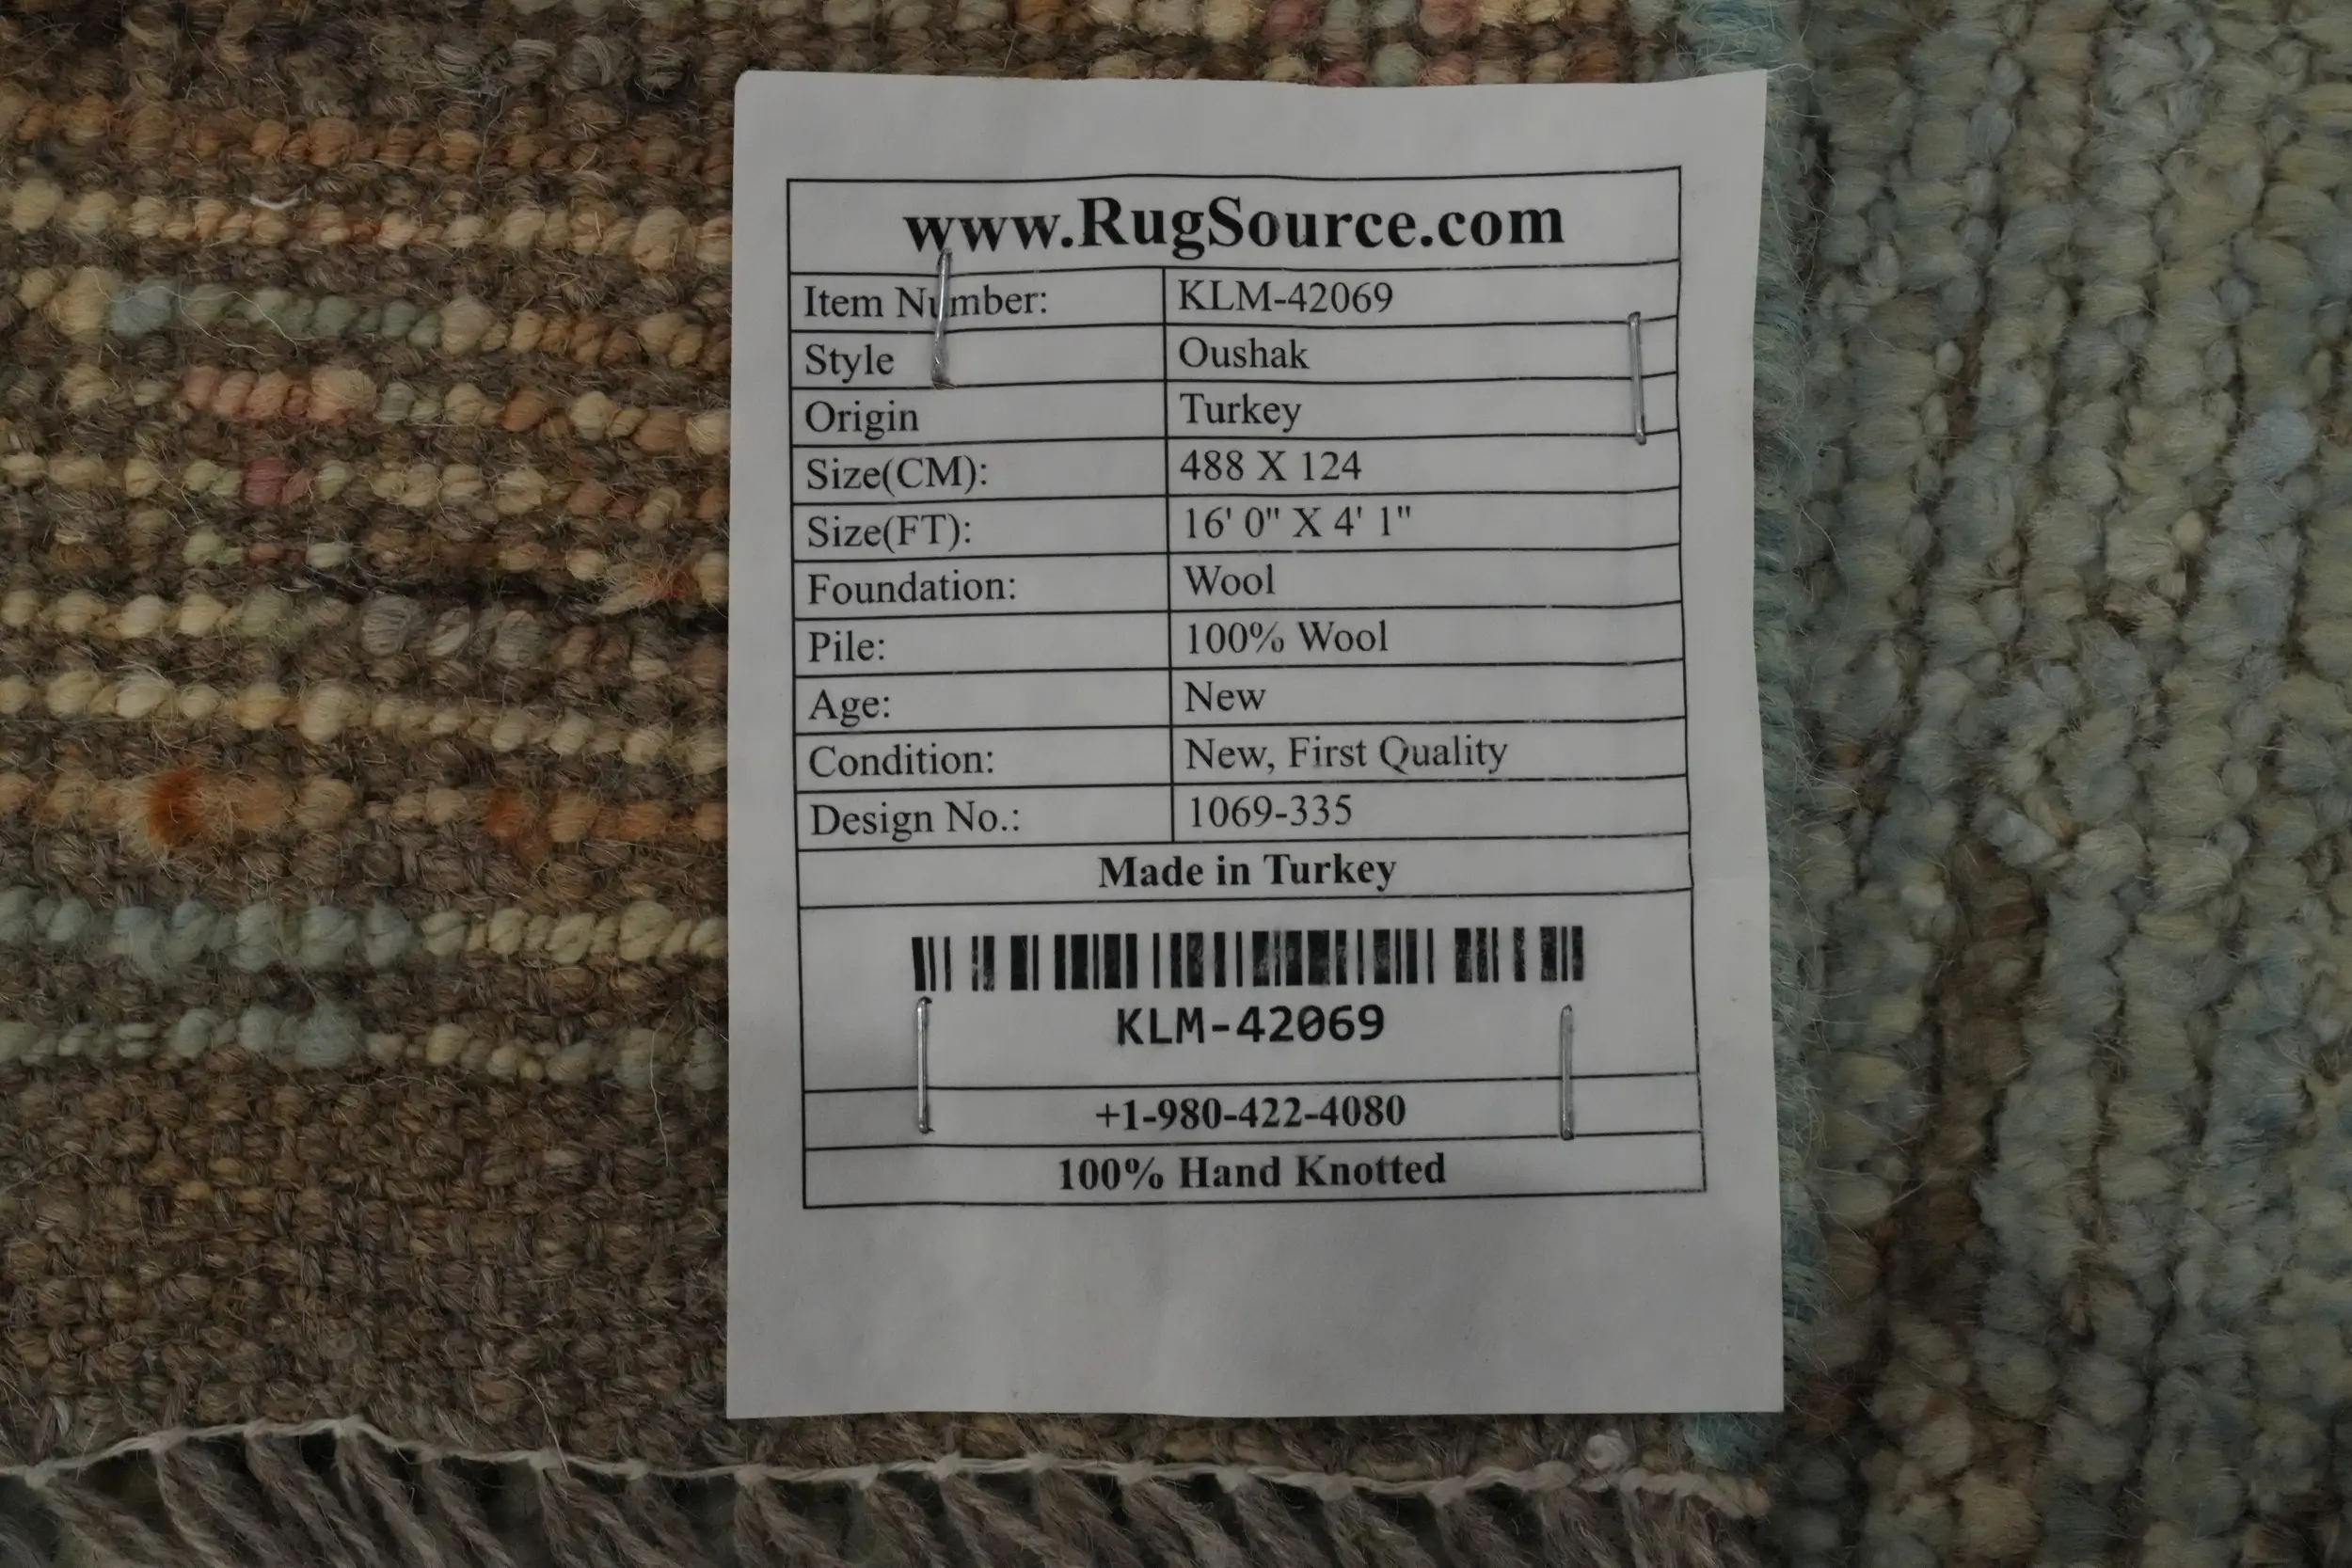 www.RugSource.com
Item Number: KLM-42069
Style Oushak
Origin Turkey
Size(CM): 488 X 124
Size(FT): 16' 0" X 4' 1"
Foundation: Wool
Pile: 100% Wool
Age: New
Condition: New, First Quality
Design No.: 1069-335
Made in Turkey
KLM-42069
+1-980-422-4080
100% Hand Knotted